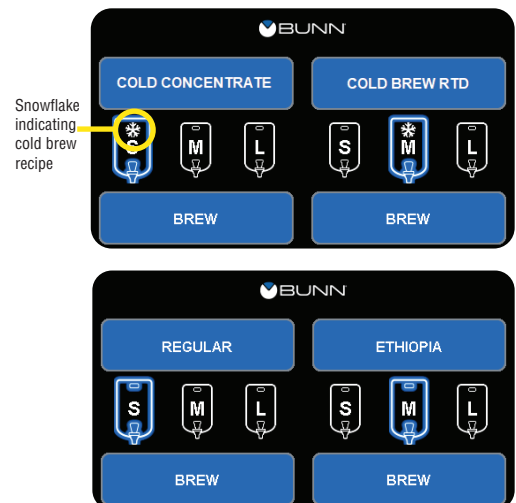 BUNN
COLD CONCENTRATE
COLD BREW RTD
Snowflake
indicating
cold brew
recipe
S M L S M L
BREW BREW
BUNN
REGULAR
ETHIOPIA
S M L S M L
BREW BREW